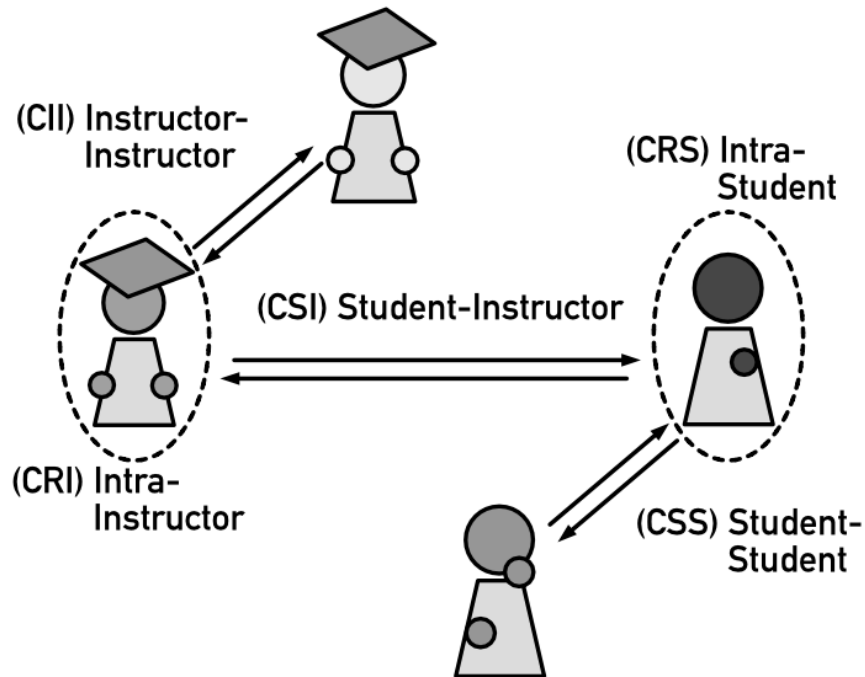 (CII) Instructor-
Instructor
(CRS) Intra-
Student
(CSI) Student-Instructor
(CRI) Intra-
Instructor
(CSS) Student-
Student